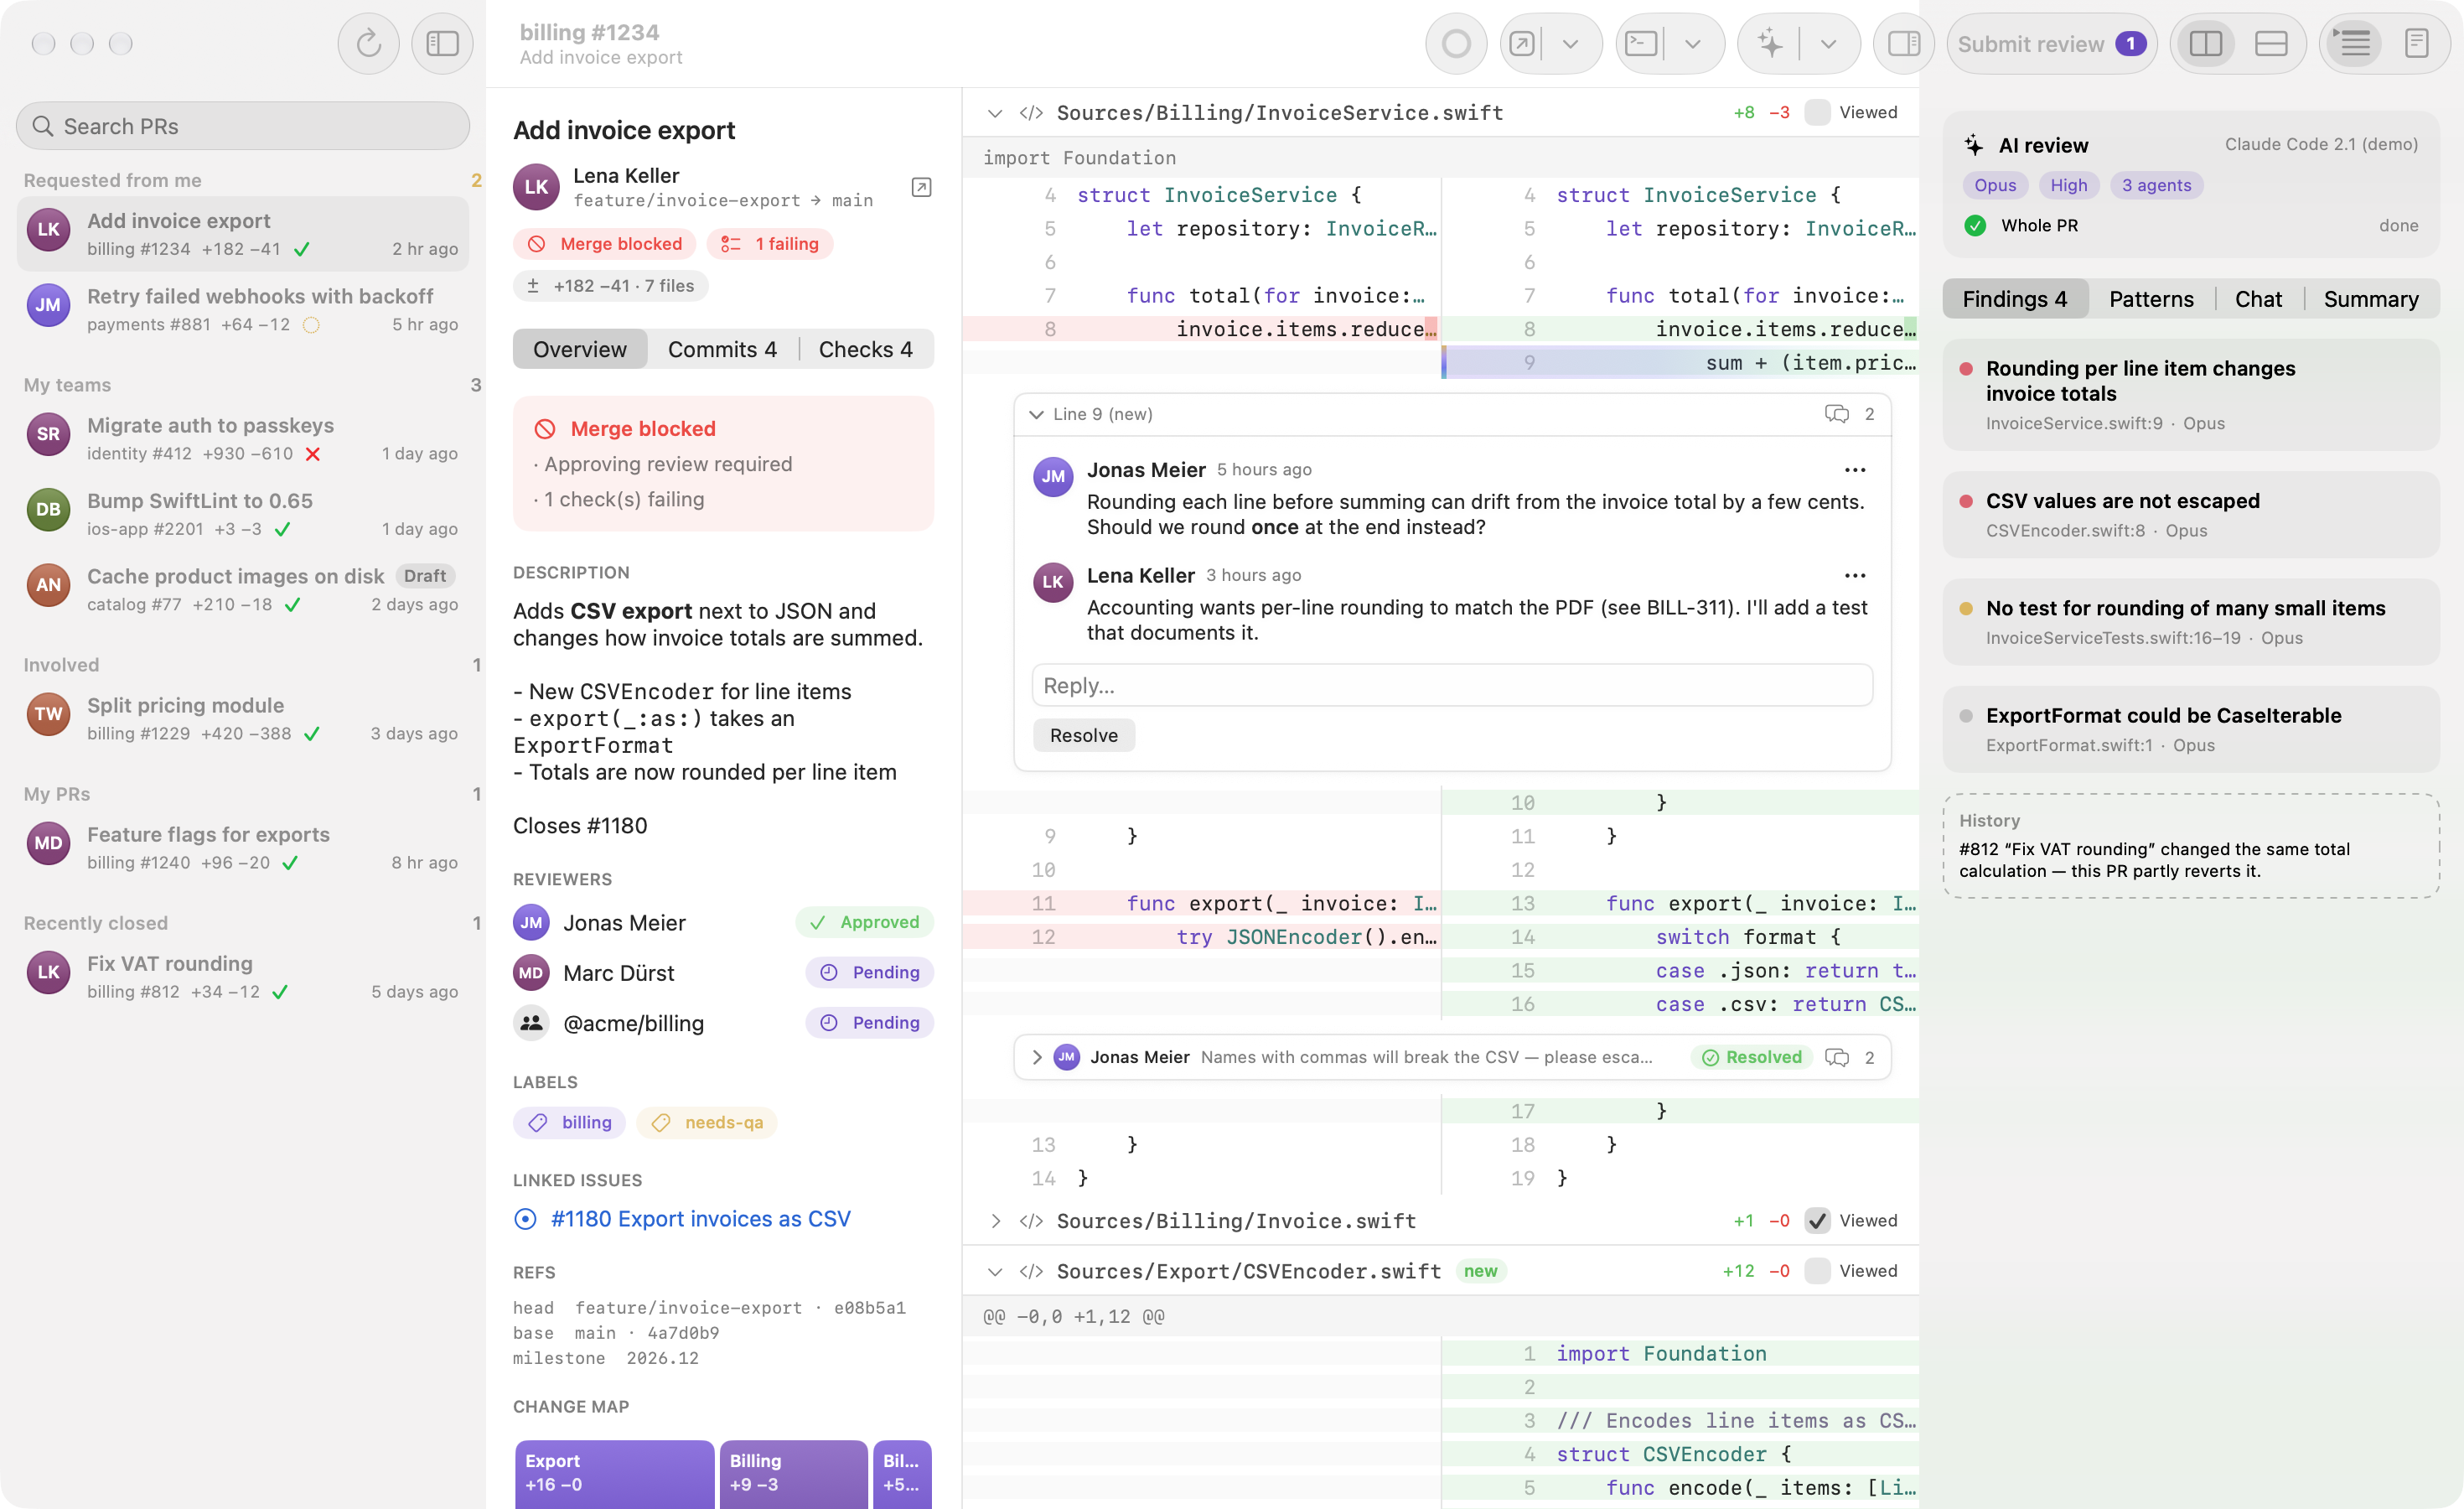 billing #1234
Add invoice export
Submit review 1
Search PRs
Requested from me 2
LK Add invoice export
billing #1234 +182 −41 2 hr ago
JM Retry failed webhooks with backoff
payments #881 +64 −12 5 hr ago
My teams 3
SR Migrate auth to passkeys
identity #412 +930 −610 1 day ago
DB Bump SwiftLint to 0.65
ios-app #2201 +3 −3 1 day ago
AN Cache product images on disk Draft
catalog #77 +210 −18 2 days ago
Involved 1
TW Split pricing module
billing #1229 +420 −388 3 days ago
My PRs 1
MD Feature flags for exports
billing #1240 +96 −20 8 hr ago
Recently closed 1
LK Fix VAT rounding
billing #812 +34 −12 5 days ago
Add invoice export
LK Lena Keller
feature/invoice-export → main
Merge blocked 1 failing
± +182 −41 · 7 files
Overview Commits 4 Checks 4
Merge blocked
· Approving review required
· 1 check(s) failing
DESCRIPTION
Adds CSV export next to JSON and
changes how invoice totals are summed.
- New CSVEncoder for line items
- export(_:as:) takes an
ExportFormat
- Totals are now rounded per line item
Closes #1180
REVIEWERS
JM Jonas Meier Approved
MD Marc Dürst Pending
@acme/billing Pending
LABELS
billing needs-qa
LINKED ISSUES
#1180 Export invoices as CSV
REFS
head feature/invoice-export · e08b5a1
base main · 4a7d0b9
milestone 2026.12
CHANGE MAP
Export Billing Bil…
+16 −0 +9 −3 +5…
</> Sources/Billing/InvoiceService.swift +8 −3 Viewed
import Foundation
4 struct InvoiceService { 4 struct InvoiceService {
5 let repository: InvoiceR… 5 let repository: InvoiceR…
6 6
7 func total(for invoice:… 7 func total(for invoice:…
8 invoice.items.reduce… 8 invoice.items.reduce…
9 sum + (item.pric…
Line 9 (new) 2
JM Jonas Meier 5 hours ago
Rounding each line before summing can drift from the invoice total by a few cents.
Should we round once at the end instead?
LK Lena Keller 3 hours ago
Accounting wants per-line rounding to match the PDF (see BILL-311). I'll add a test
that documents it.
Reply...
Resolve
10 }
9 } 11 }
10 12
11 func export(_ invoice: I… 13 func export(_ invoice: I…
12 try JSONEncoder().en… 14 switch format {
15 case .json: return t…
16 case .csv: return CS…
JM Jonas Meier Names with commas will break the CSV — please esca… Resolved 2
17 }
13 } 18 }
14 } 19 }
</> Sources/Billing/Invoice.swift +1 −0 Viewed
</> Sources/Export/CSVEncoder.swift new +12 −0 Viewed
@@ −0,0 +1,12 @@
1 import Foundation
2
3 /// Encodes line items as CS…
4 struct CSVEncoder {
5 func encode(_ items: [Li…
AI review Claude Code 2.1 (demo)
Opus High 3 agents
Whole PR done
Findings 4 Patterns Chat Summary
Rounding per line item changes
invoice totals
InvoiceService.swift:9 · Opus
CSV values are not escaped
CSVEncoder.swift:8 · Opus
No test for rounding of many small items
InvoiceServiceTests.swift:16–19 · Opus
ExportFormat could be CaseIterable
ExportFormat.swift:1 · Opus
History
#812 “Fix VAT rounding” changed the same total
calculation — this PR partly reverts it.